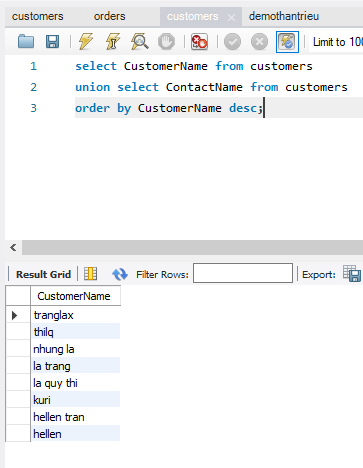 customers orders customers × demothantrieu
Limit to 100
1 select CustomerName from customers
2 union select ContactName from customers
3 order by CustomerName desc;
Result Grid Filter Rows: Export:
CustomerName
tranglax
thilq
nhung la
la trang
la quy thi
kuri
hellen tran
hellen